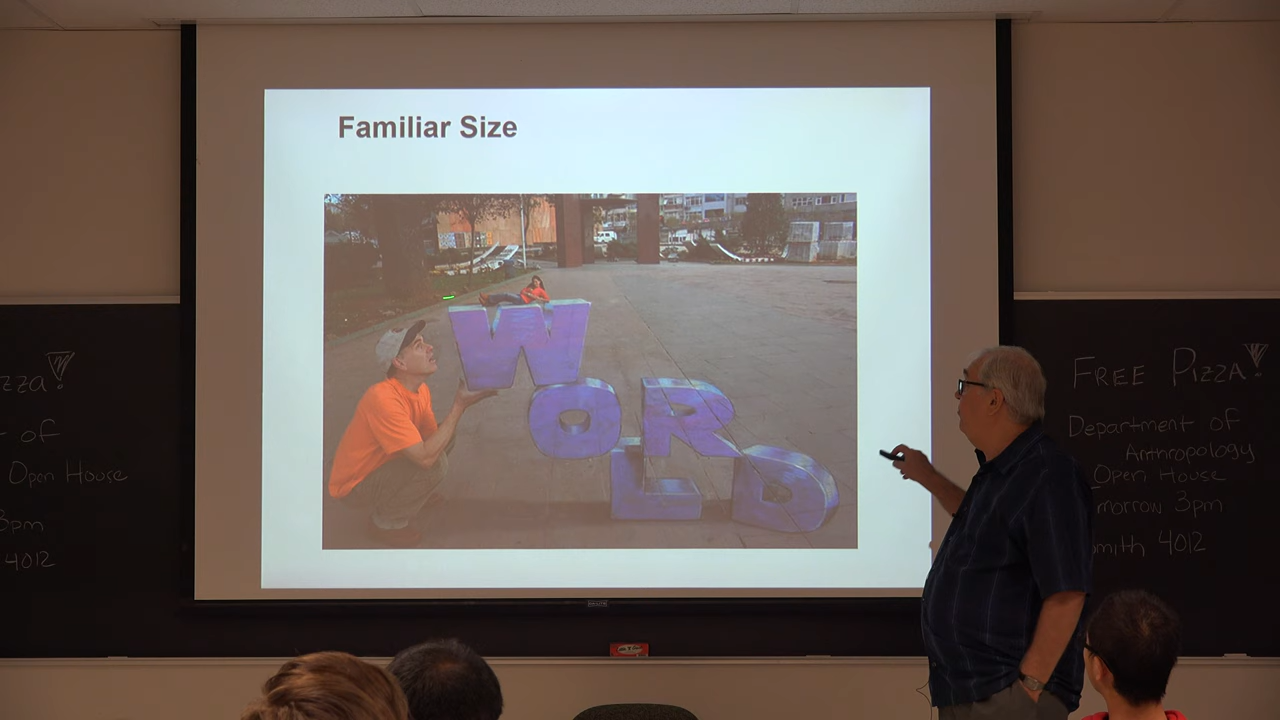 Familiar Size
WORLD
zza!
of
Open House
3pm
4012
FREE PIZZA!
Department of
Anthropology
Open House
morrow 3pm
mith 4012